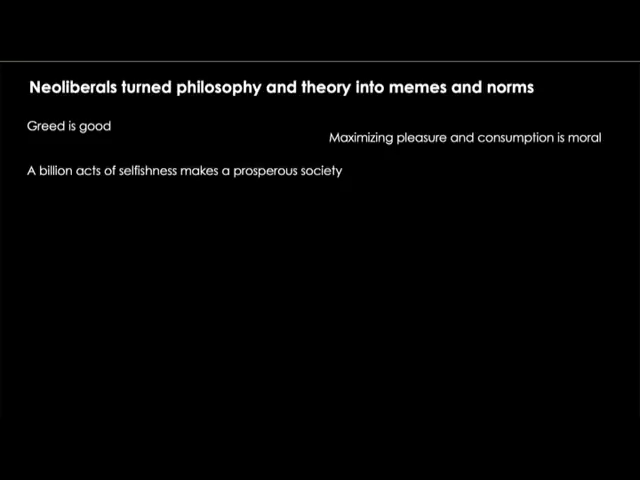 Neoliberals turned philosophy and theory into memes and norms
Greed is good
Maximizing pleasure and consumption is moral
A billion acts of selfishness makes a prosperous society